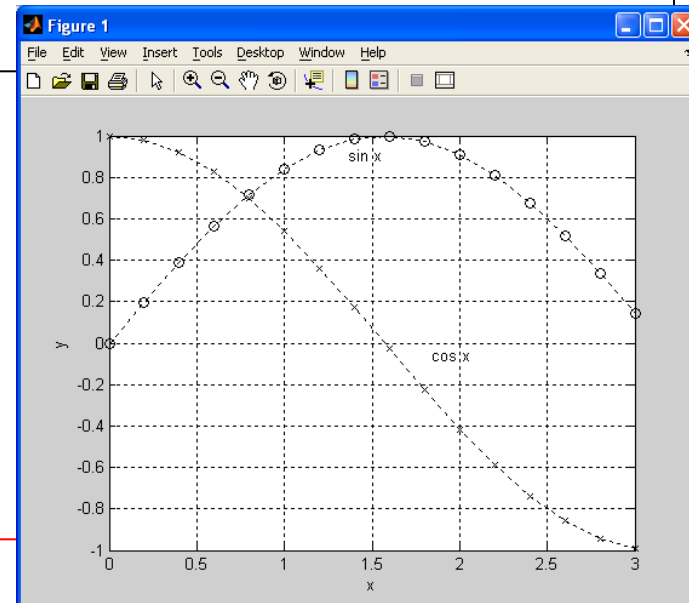 Figure 1
File Edit View Insert Tools Desktop Window Help
1
sin x
0.8
0.6
0.4
0.2
y
0
cos x
-0.2
-0.4
-0.6
-0.8
-1
0 0.5 1 1.5 2 2.5 3
x